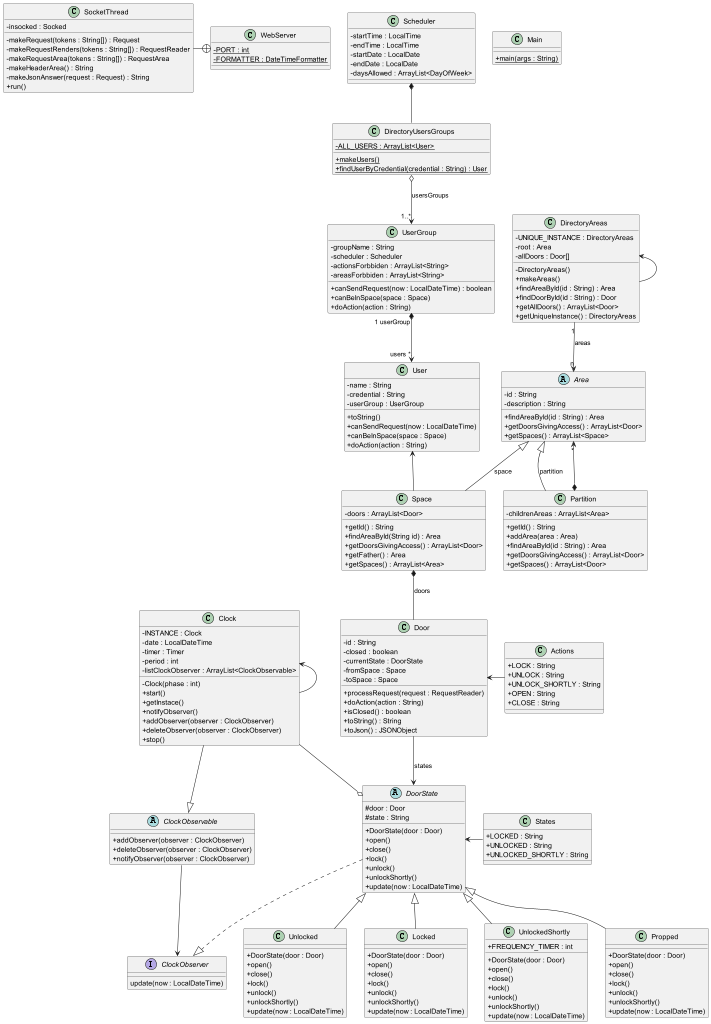 C SocketThread
-insocked : Socked
-makeRequest(tokens : String[]) : Request
-makeRequestRenders(tokens : String[]) : RequestReader
-makeRequestArea(tokens : String[]) : RequestArea
-makeHeaderArea() : String
-makeJsonAnswer(request : Request) : String
+run()
C WebServer
-PORT : int
-FORMATTER : DateTimeFormatter
C Scheduler
-startTime : LocalTime
-endTime : LocalTime
-startDate : LocalDate
-endDate : LocalDate
-daysAllowed : ArrayList<DayOfWeek>
C Main
+main(args : String)
C DirectoryUsersGroups
-ALL_USERS : ArrayList<User>
+makeUsers()
+findUserByCredential(credential : String) : User
usersGroups
1..*
C UserGroup
-groupName : String
-scheduler : Scheduler
-actionsForbbiden : ArrayList<String>
-areasForbbiden : ArrayList<String>
+canSendRequest(now : LocalDateTime) : boolean
+canBeInSpace(space : Space)
+doAction(action : String)
C DirectoryAreas
-UNIQUE_INSTANCE : DirectoryAreas
-root : Area
-allDoors : Door[]
-DirectoryAreas()
+makeAreas()
+findAreaById(id : String) : Area
+findDoorById(id : String) : Door
+getAllDoors() : ArrayList<Door>
+getUniqueInstance() : DirectoryAreas
1 userGroup
users *
1
areas
C User
-name : String
-credential : String
-userGroup : UserGroup
+toString()
+canSendRequest(now : LocalDateTime)
+canBeInSpace(space : Space)
+doAction(action : String)
A Area
-id : String
-description : String
+findAreaById(id : String) : Area
+getDoorsGivingAccess() : ArrayList<Door>
+getSpaces() : ArrayList<Space>
space
partition
C Space
-doors : ArrayList<Door>
+getId() : String
+findAreaById(String id) : Area
+getDoorsGivingAccess() : ArrayList<Door>
+getFather() : Area
+getSpaces() : ArrayList<Area>
C Partition
-childrenAreas : ArrayList<Area>
+getId() : String
+addArea(area : Area)
+findAreaById(id : String) : Area
+getDoorsGivingAccess() : ArrayList<Door>
+getSpaces() : ArrayList<Door>
doors
C Clock
-INSTANCE : Clock
-date : LocalDateTime
-timer : Timer
-period : int
-listClockObserver : ArrayList<ClockObservable>
-Clock(phase : int)
+start()
+getInstace()
+notifyObserver()
+addObserver(observer : ClockObservable)
+deleteObserver(observer : ClockObservable)
+stop()
C Door
-id : String
-closed : boolean
-currentState : DoorState
-fromSpace : Space
-toSpace : Space
+processRequest(request : RequestReader)
+doAction(action : String)
+isClosed() : boolean
+toString() : String
+toJson() : JSONObject
C Actions
+LOCK : String
+UNLOCK : String
+UNLOCK_SHORTLY : String
+OPEN : String
+CLOSE : String
states
A ClockObservable
+addObserver(observer : ClockObservable)
+deleteObserver(observer : ClockObservable)
+notifyObserver(observer : ClockObservable)
A DoorState
#door : Door
#state : String
+DoorState(door : Door)
+open()
+close()
+lock()
+unlock()
+unlockShortly()
+update(now : LocalDateTime)
C States
+LOCKED : String
+UNLOCKED : String
+UNLOCKED_SHORTLY : String
I ClockObserver
update(now : LocalDateTime)
C Unlocked
+DoorState(door : Door)
+open()
+close()
+lock()
+unlock()
+unlockShortly()
+update(now : LocalDateTime)
C Locked
+DoorState(door : Door)
+open()
+close()
+lock()
+unlock()
+unlockShortly()
+update(now : LocalDateTime)
C UnlockedShortly
+FREQUENCY_TIMER : int
+DoorState(door : Door)
+open()
+close()
+lock()
+unlock()
+unlockShortly()
+update(now : LocalDateTime)
C Propped
+DoorState(door : Door)
+open()
+close()
+lock()
+unlock()
+unlockShortly()
+update(now : LocalDateTime)